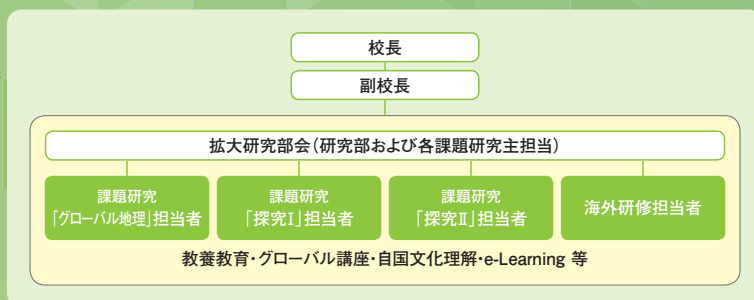 校長
副校長
拡大研究部会（研究部および各課題研究主担当）
課題研究
「グローバル地理」担当者
課題研究
「探究Ⅰ」担当者
課題研究
「探究Ⅱ」担当者
海外研修担当者
教養教育・グローバル講座・自国文化理解・e-Learning 等